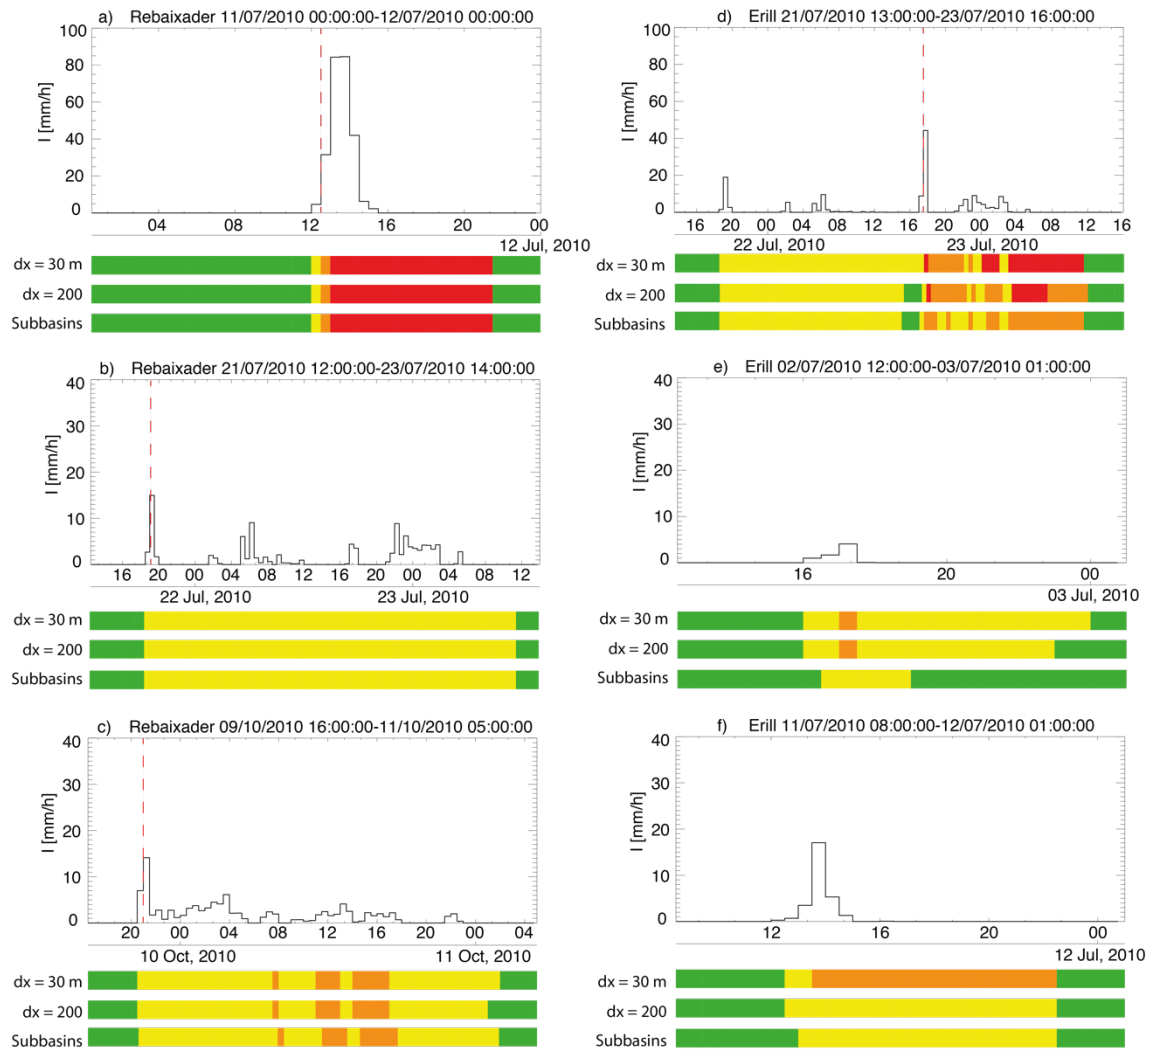 a) Rebaixader 11/07/2010 00:00:00-12/07/2010 00:00:00
I [mm/h]
100
80
60
40
20
0
04 08 12 16 20 00
12 Jul, 2010
dx = 30 m
dx = 200
Subbasins
b) Rebaixader 21/07/2010 12:00:00-23/07/2010 14:00:00
I [mm/h]
40
30
20
10
0
16 20 00 04 08 12 16 20 00 04 08 12
22 Jul, 2010 23 Jul, 2010
dx = 30 m
dx = 200
Subbasins
c) Rebaixader 09/10/2010 16:00:00-11/10/2010 05:00:00
I [mm/h]
40
30
20
10
0
20 00 04 08 12 16 20 00 04
10 Oct, 2010 11 Oct, 2010
dx = 30 m
dx = 200
Subbasins
d) Erill 21/07/2010 13:00:00-23/07/2010 16:00:00
I [mm/h]
100
80
60
40
20
0
16 20 00 04 08 12 16 20 00 04 08 12 16
22 Jul, 2010 23 Jul, 2010
dx = 30 m
dx = 200
Subbasins
e) Erill 02/07/2010 12:00:00-03/07/2010 01:00:00
I [mm/h]
40
30
20
10
0
16 20 00
03 Jul, 2010
dx = 30 m
dx = 200
Subbasins
f) Erill 11/07/2010 08:00:00-12/07/2010 01:00:00
I [mm/h]
40
30
20
10
0
12 16 20 00
12 Jul, 2010
dx = 30 m
dx = 200
Subbasins